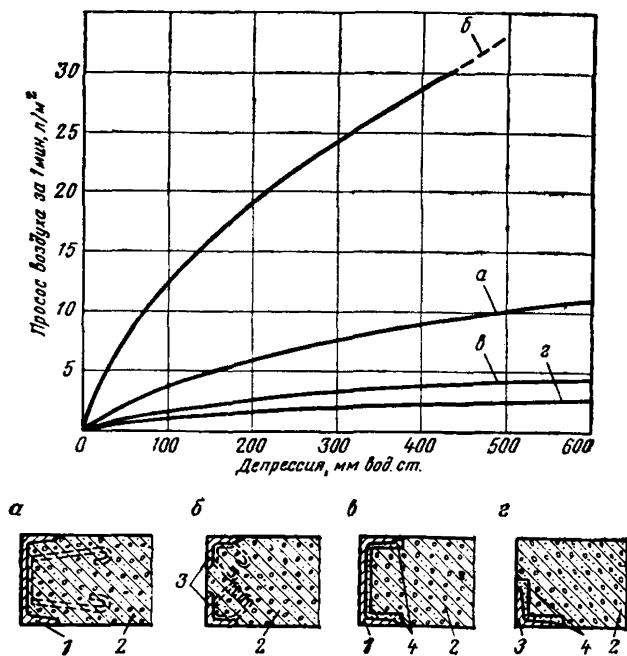 Просос воздуха за 1 мин, л/м²
30
25
20
15
10
5
б
а
в
г
0 100 200 300 400 500 600
Депрессия, мм вод. ст.
а б в г
3
1 2 2 1 4 2 3 4 2